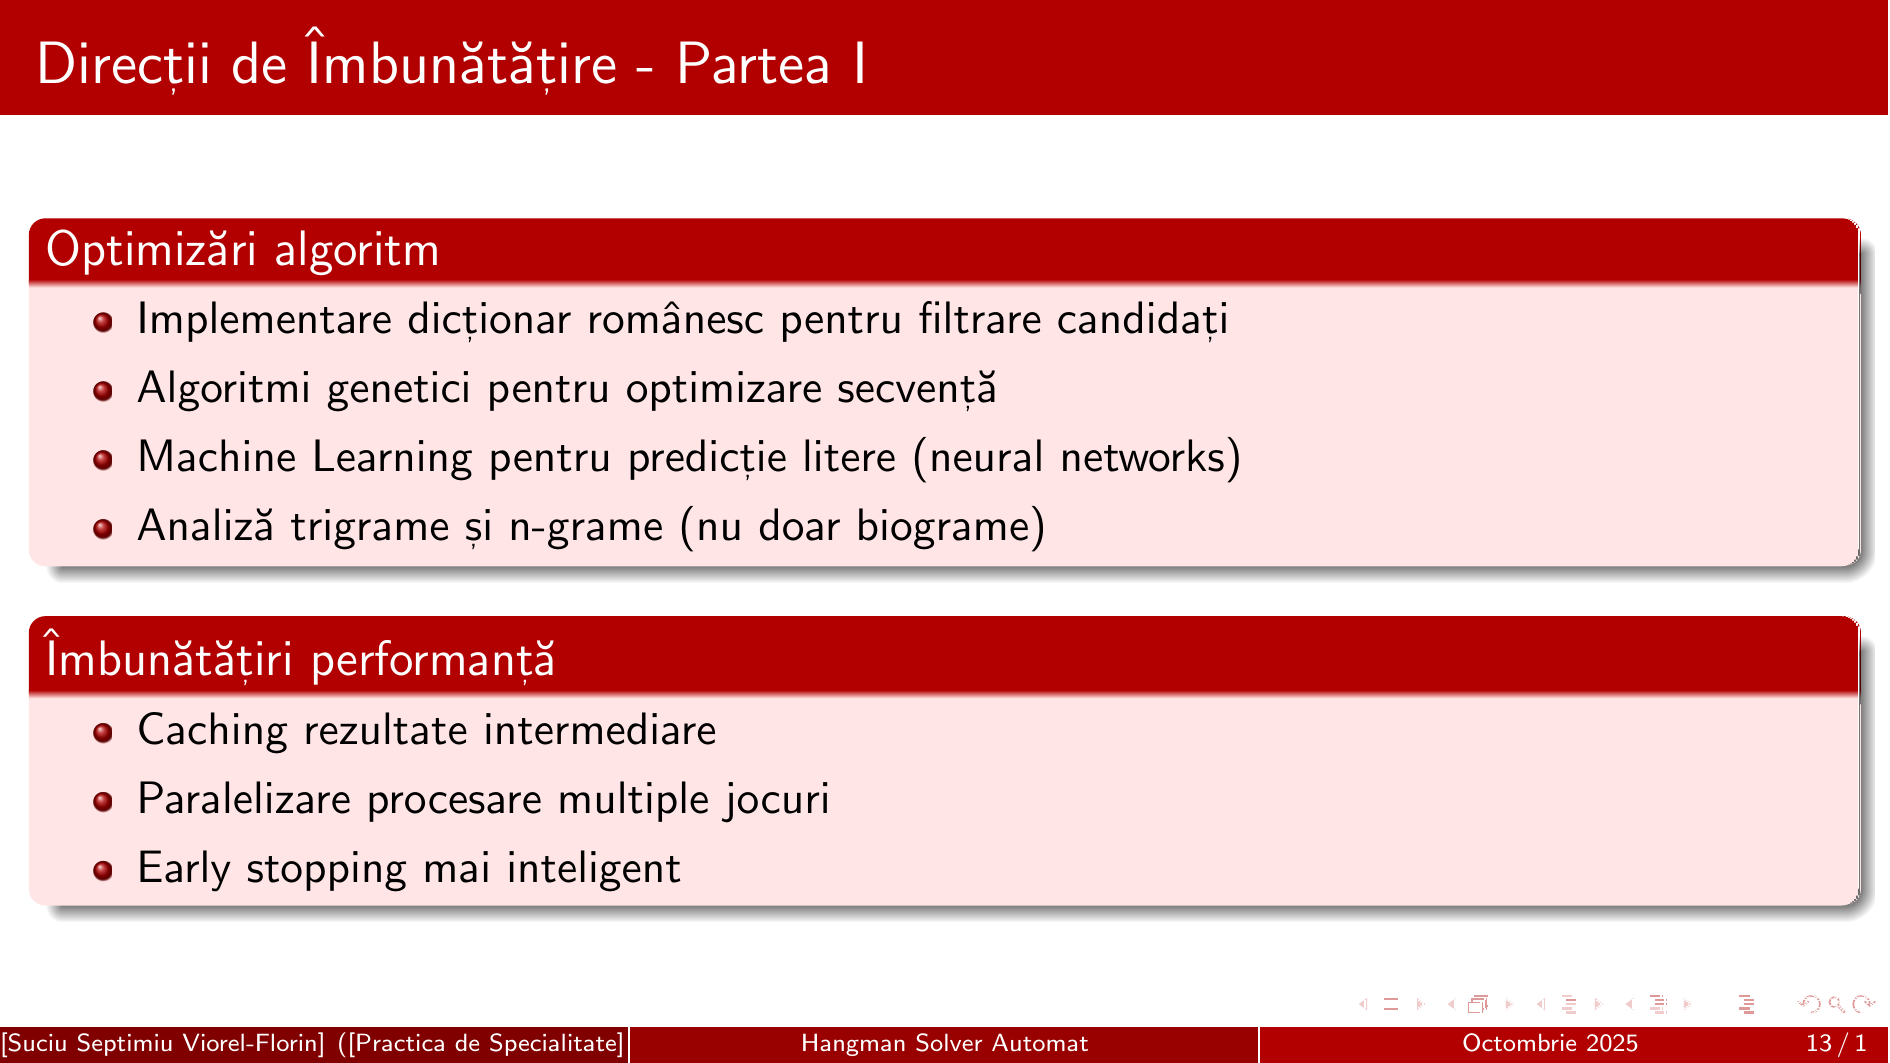 Direcții de Îmbunătățire - Partea I
Optimizări algoritm
Implementare dicționar românesc pentru filtrare candidați
Algoritmi genetici pentru optimizare secvență
Machine Learning pentru predicție litere (neural networks)
Analiză trigrame și n-grame (nu doar biograme)
Îmbunătățiri performanță
Caching rezultate intermediare
Paralelizare procesare multiple jocuri
Early stopping mai inteligent
[Suciu Septimiu Viorel-Florin] ([Practica de Specialitate]
Hangman Solver Automat
Octombrie 2025
13 / 1